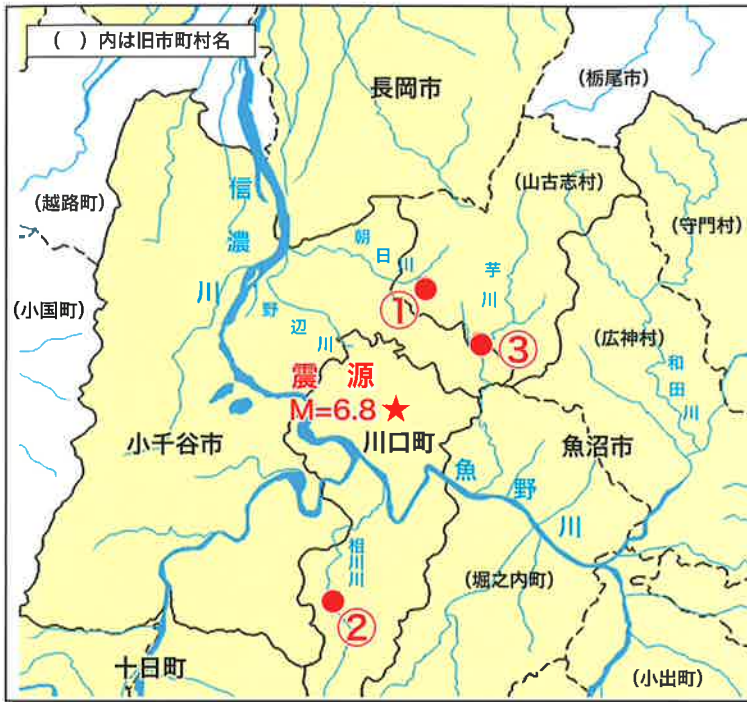 （　）内は旧市町村名
長岡市
（栃尾市）
（山古志村）
（越路町）
信濃川
朝日川
芋川
（守門村）
（小国町）
①
野辺川
③
（広神村）
和田川
震源
M=6.8
小千谷市
川口町
魚沼市
魚野川
相川川
（堀之内町）
②
十日町
（小出町）